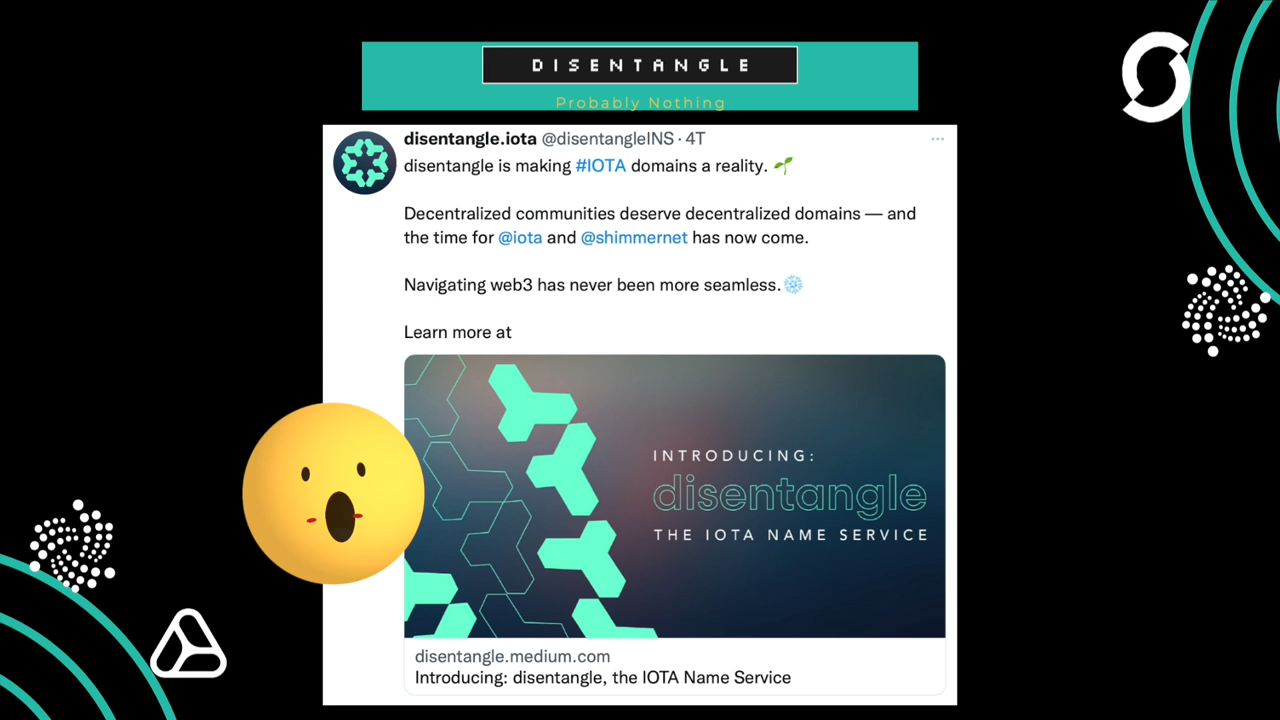 DISENTANGLE
Probably Nothing
disentangle.iota @disentangleINS · 4T
disentangle is making #IOTA domains a reality. 🌱
Decentralized communities deserve decentralized domains — and
the time for @iota and @shimmernet has now come.
Navigating web3 has never been more seamless.❄️
Learn more at
INTRODUCING:
disentangle
THE IOTA NAME SERVICE
disentangle.medium.com
Introducing: disentangle, the IOTA Name Service